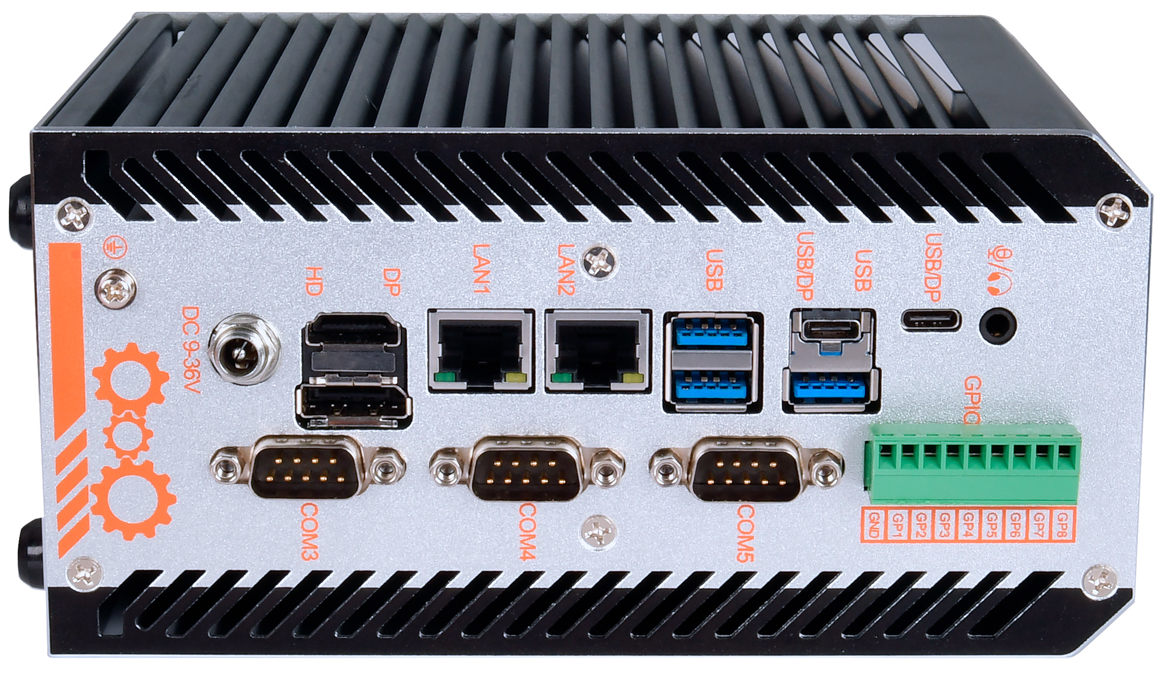 HD
DP
LAN1
LAN2
USB
USB/DP
USB
USB/DP
DC 9-36V
GPIO
COM3
COM4
COM5
GND
GP1
GP2
GP3
GP4
GP5
GP6
GP7
GP8